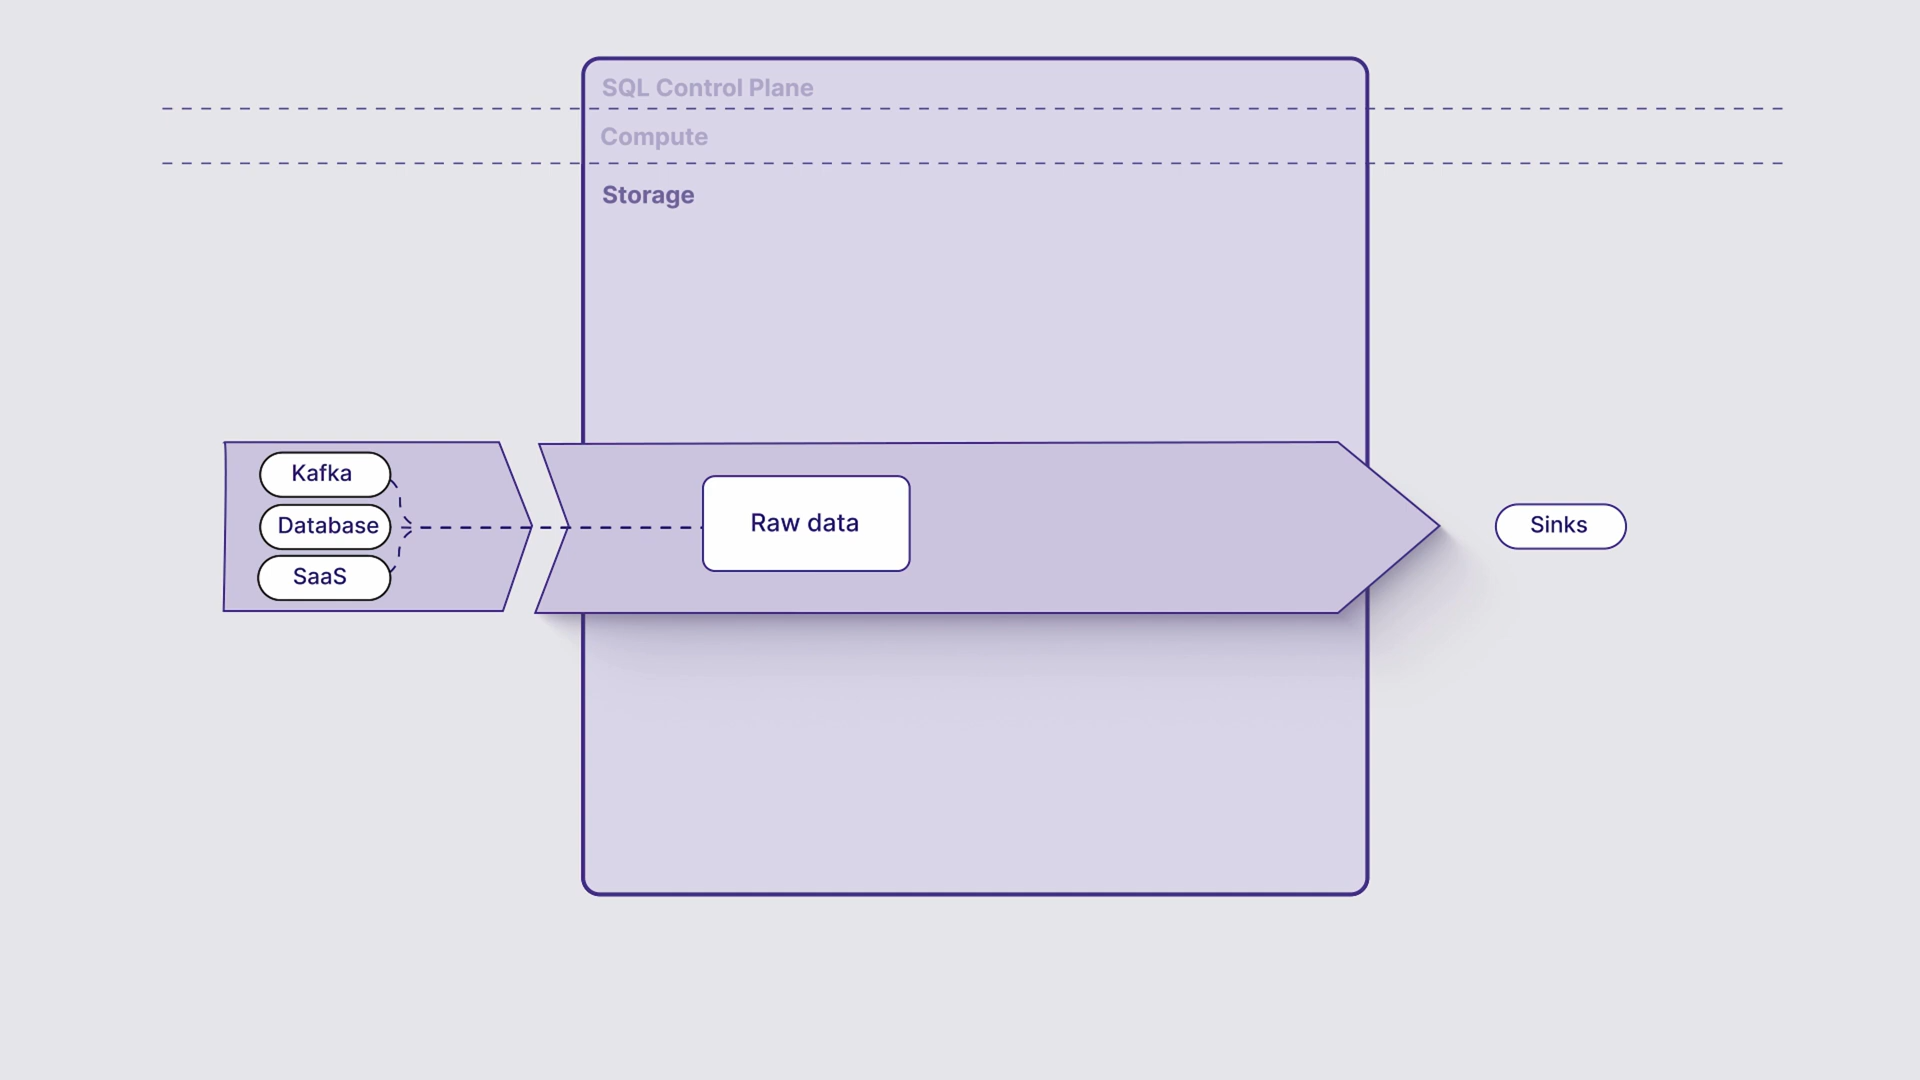 SQL Control Plane
Compute
Storage
Kafka
Database
SaaS
Raw data
Sinks